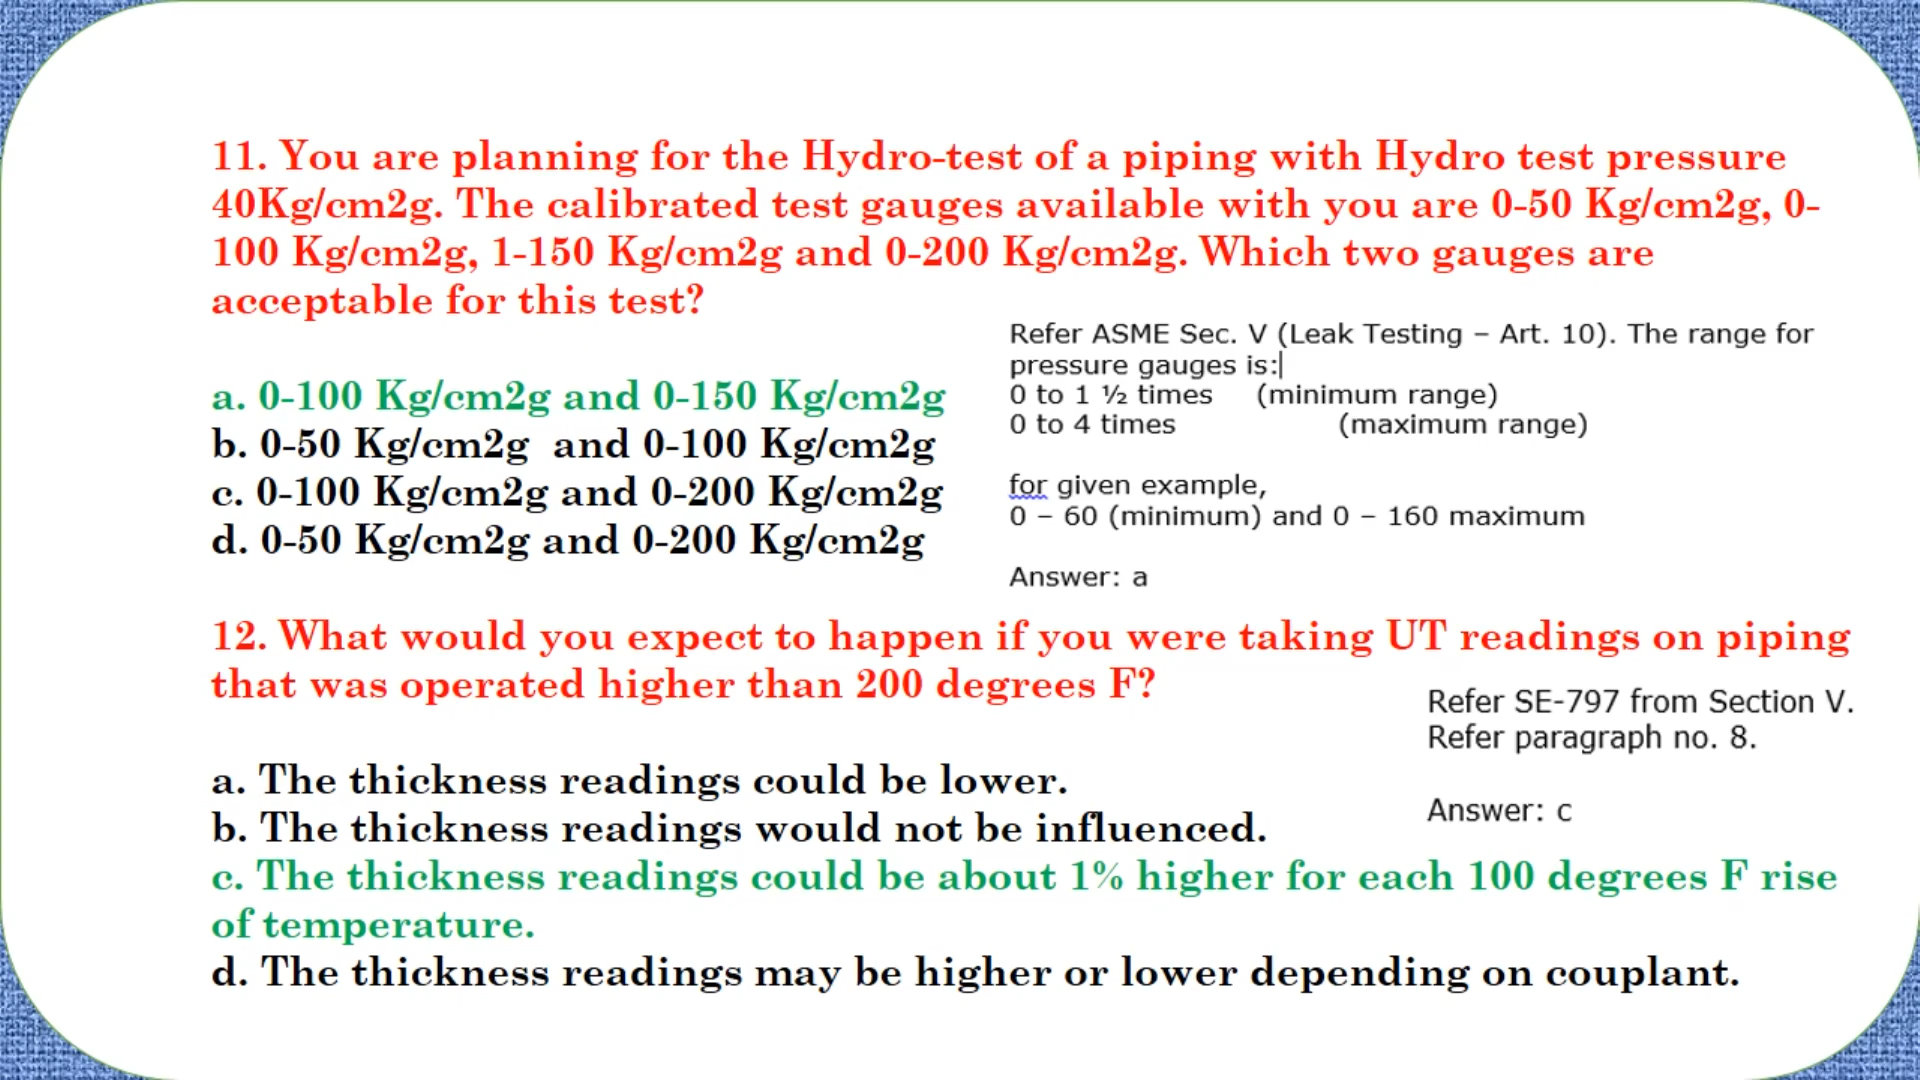 11. You are planning for the Hydro-test of a piping with Hydro test pressure
40Kg/cm2g. The calibrated test gauges available with you are 0-50 Kg/cm2g, 0-
100 Kg/cm2g, 1-150 Kg/cm2g and 0-200 Kg/cm2g. Which two gauges are
acceptable for this test?
Refer ASME Sec. V (Leak Testing – Art. 10). The range for
pressure gauges is:
0 to 1 ½ times (minimum range)
0 to 4 times (maximum range)
for given example,
0 – 60 (minimum) and 0 – 160 maximum
Answer: a
a. 0-100 Kg/cm2g and 0-150 Kg/cm2g
b. 0-50 Kg/cm2g and 0-100 Kg/cm2g
c. 0-100 Kg/cm2g and 0-200 Kg/cm2g
d. 0-50 Kg/cm2g and 0-200 Kg/cm2g
12. What would you expect to happen if you were taking UT readings on piping
that was operated higher than 200 degrees F?
Refer SE-797 from Section V.
Refer paragraph no. 8.
Answer: c
a. The thickness readings could be lower.
b. The thickness readings would not be influenced.
c. The thickness readings could be about 1% higher for each 100 degrees F rise
of temperature.
d. The thickness readings may be higher or lower depending on couplant.